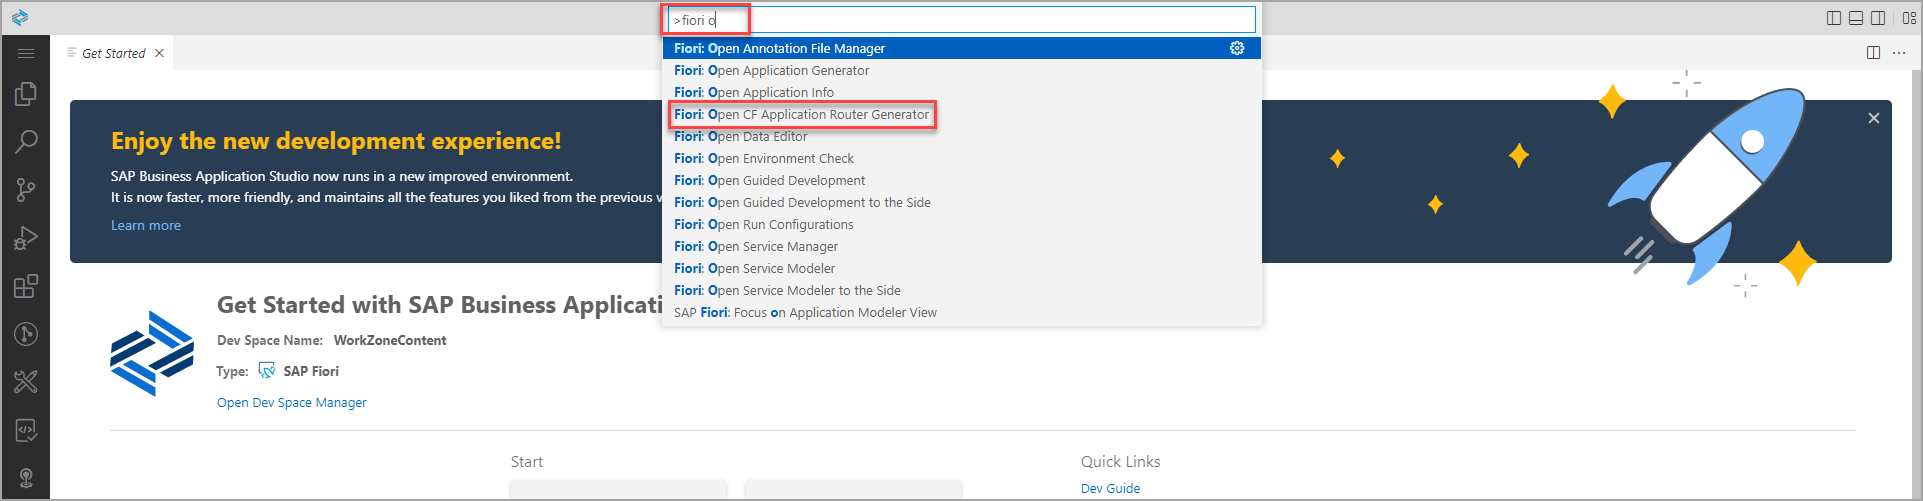 >fiori o
Get Started
Fiori: Open Annotation File Manager
Fiori: Open Application Generator
Fiori: Open Application Info
Fiori: Open CF Application Router Generator
Fiori: Open Data Editor
Fiori: Open Environment Check
Fiori: Open Guided Development
Fiori: Open Guided Development to the Side
Fiori: Open Run Configurations
Fiori: Open Service Manager
Fiori: Open Service Modeler
Fiori: Open Service Modeler to the Side
SAP Fiori: Focus on Application Modeler View
Enjoy the new development experience!
SAP Business Application Studio now runs in a new improved environment.
It is now faster, more friendly, and maintains all the features you liked from the previous v
Learn more
Get Started with SAP Business Applicati
Dev Space Name: WorkZoneContent
Type: SAP Fiori
Open Dev Space Manager
Start
Quick Links
Dev Guide